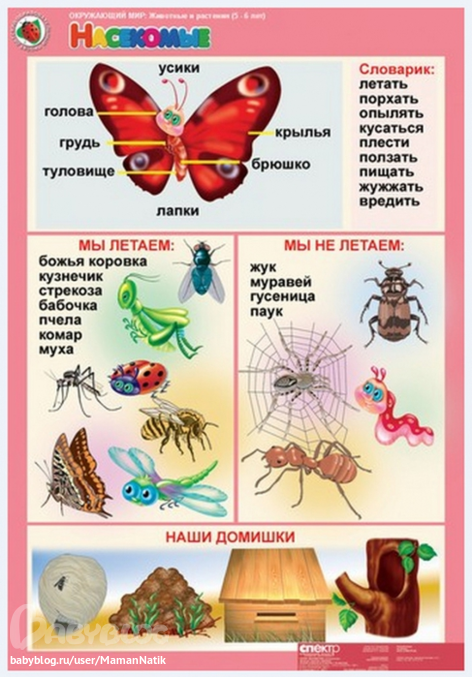 ОКРУЖАЮЩИЙ МИР: Животные и растения (5 - 6 лет)
НАСЕКОМЫЕ
усики
голова
грудь
туловище
крылья
брюшко
лапки
Словарик:
летать
порхать
опылять
кусаться
плести
ползать
пищать
жужжать
вредить
МЫ ЛЕТАЕМ:
божья коровка
кузнечик
стрекоза
бабочка
пчела
комар
муха
МЫ НЕ ЛЕТАЕМ:
жук
муравей
гусеница
паук
НАШИ ДОМИШКИ
спектр
babyblog.ru/user/MamanNatik